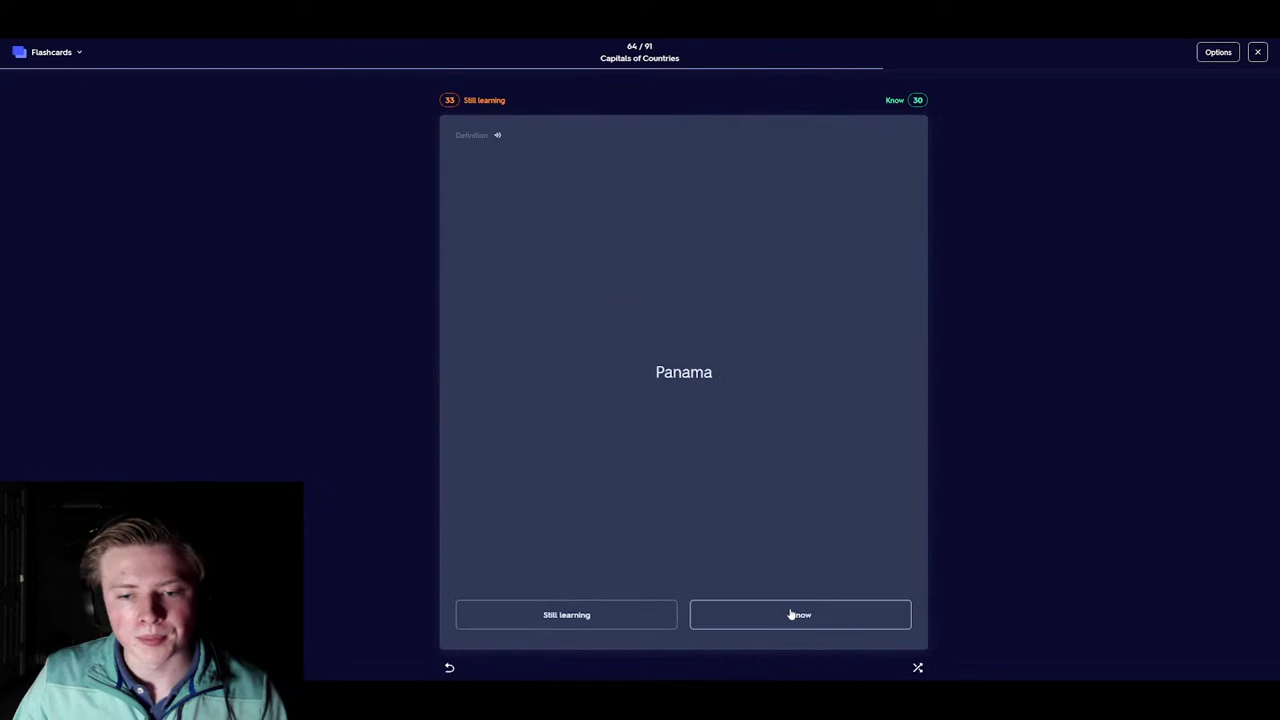 Flashcards
64 / 91
Capitals of Countries
Options
33 Still learning
Know 30
Definition
Panama
Still learning